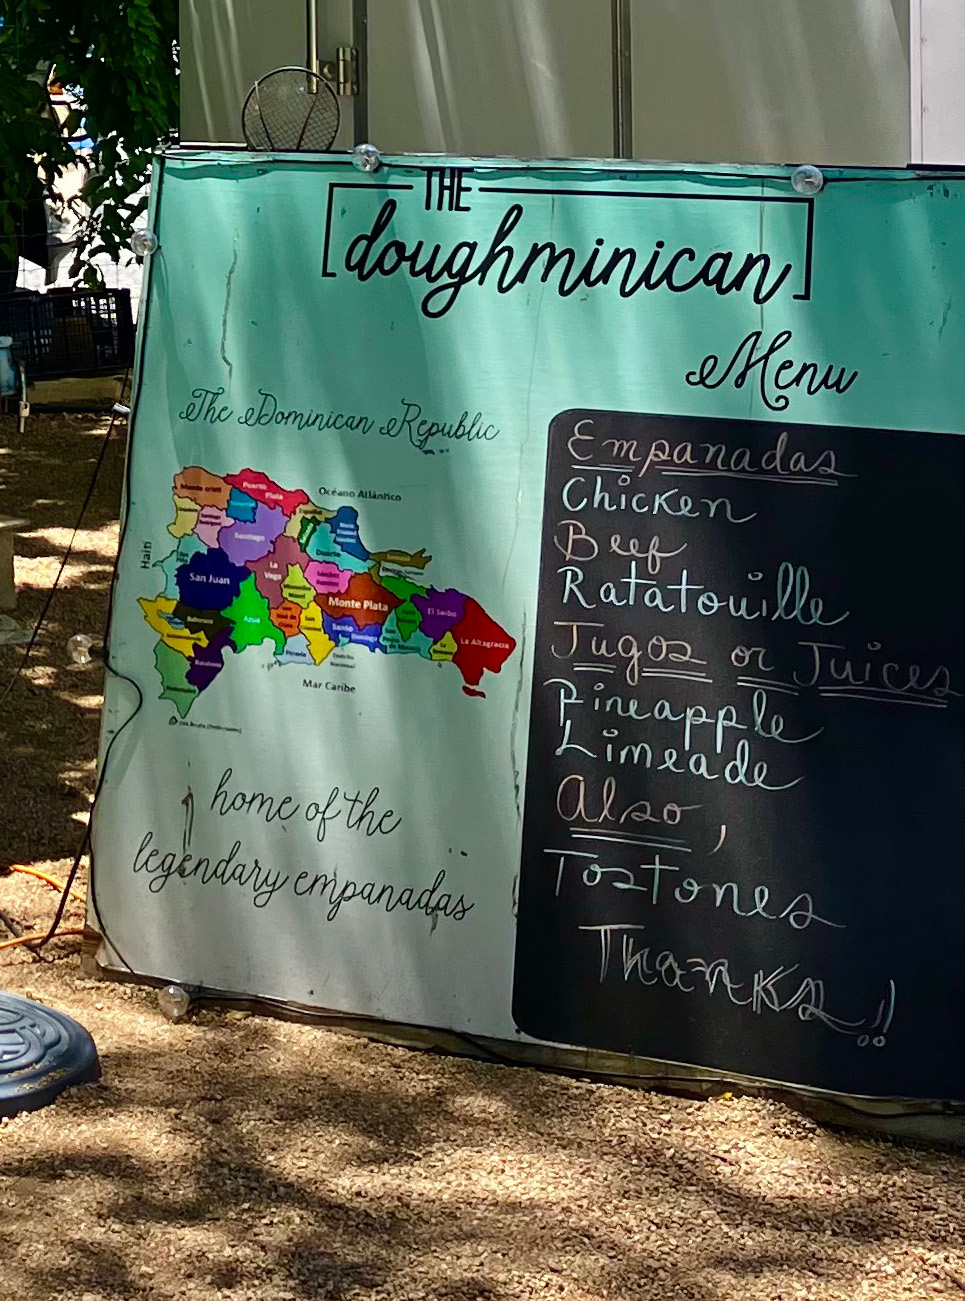 THE
doughminican
Menu
The Dominican Republic
Océano Atlántico
Puerto
Plata
Santiago
Haití
San Juan
La
Vega
Duarte
Monte Plata
El Seibo
La Altagracia
Azua
Mar Caribe
home of the
legendary empanadas
Empanadas
Chicken
Beef
Ratatouille
Jugos or Juices
Pineapple
Limeade
Also,
Tostones
Thanks!!